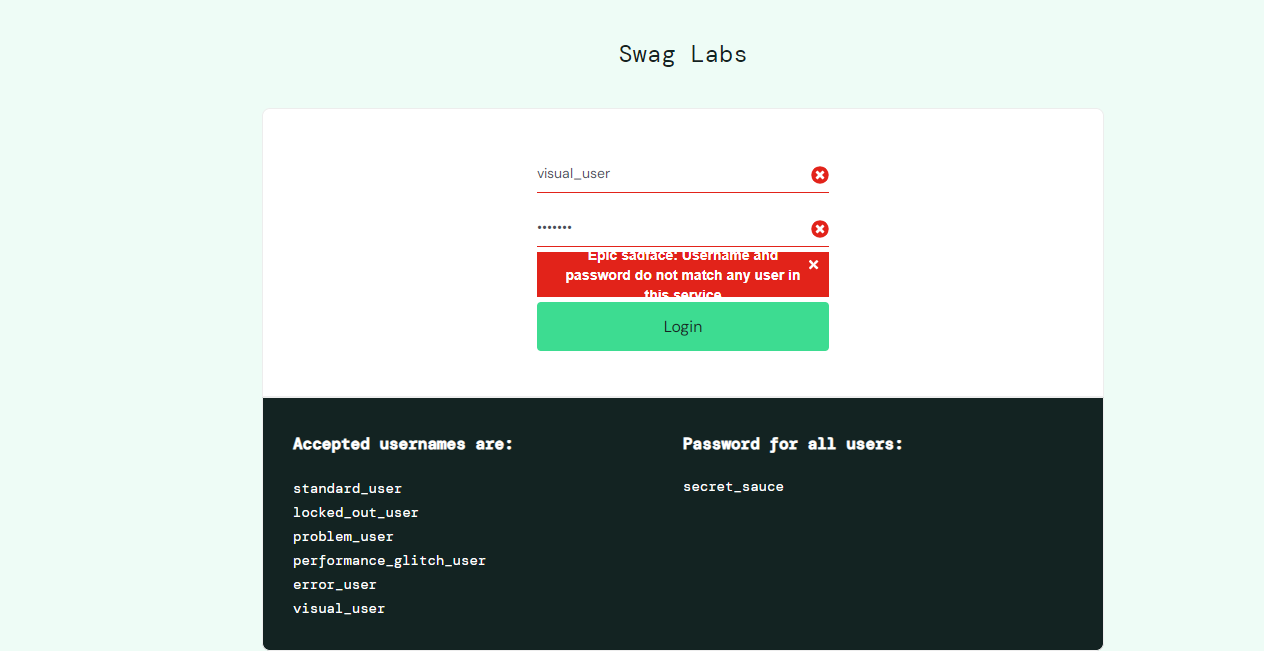 Swag Labs
visual_user
•••••••
Epic sadface: Username and
password do not match any user in
this service
Login
Accepted usernames are:
standard_user
locked_out_user
problem_user
performance_glitch_user
error_user
visual_user
Password for all users:
secret_sauce